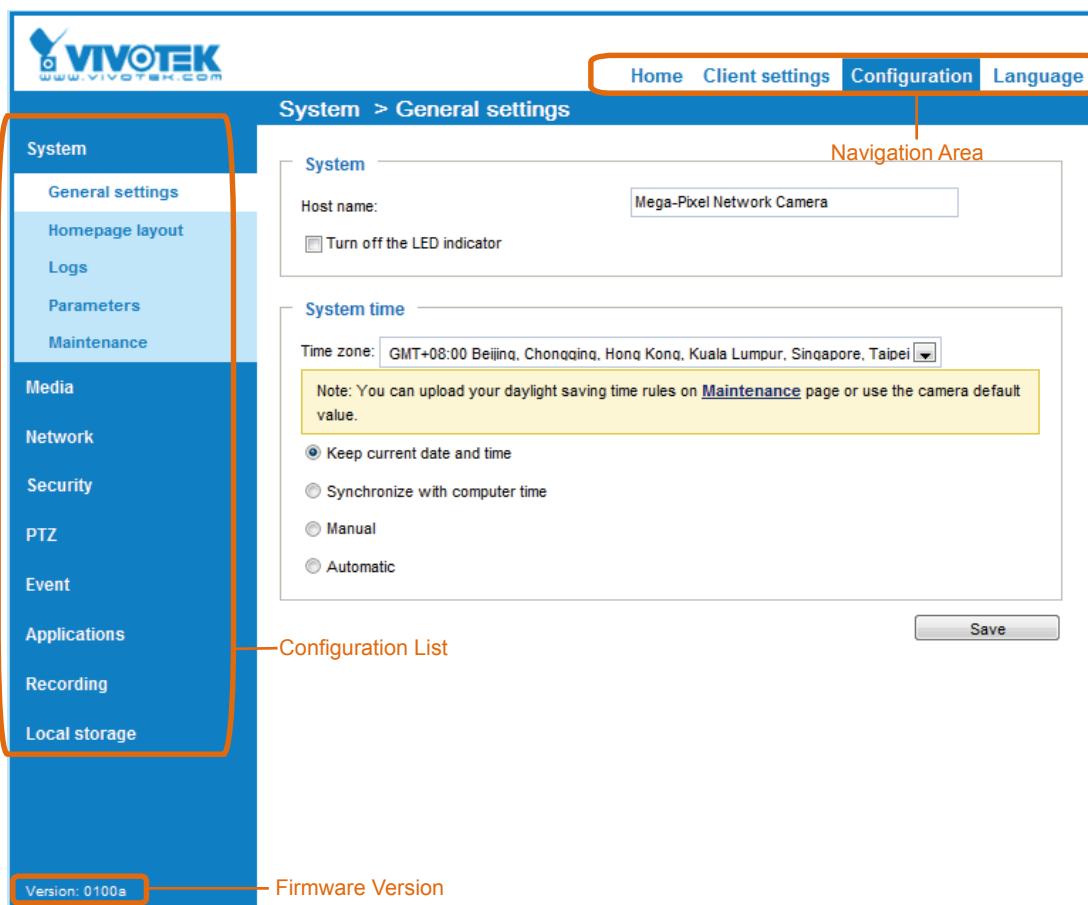 VIVOTEK
www.vivotek.com
Home Client settings Configuration Language
System > General settings
Navigation Area
System
General settings
Homepage layout
Logs
Parameters
Maintenance
Media
Network
Security
PTZ
Event
Applications
Recording
Local storage
System
Host name: Mega-Pixel Network Camera
Turn off the LED indicator
System time
Time zone: GMT+08:00 Beijing, Chongqing, Hong Kong, Kuala Lumpur, Singapore, Taipei
Note: You can upload your daylight saving time rules on Maintenance page or use the camera default
value.
Keep current date and time
Synchronize with computer time
Manual
Automatic
Save
Configuration List
Version: 0100a
Firmware Version